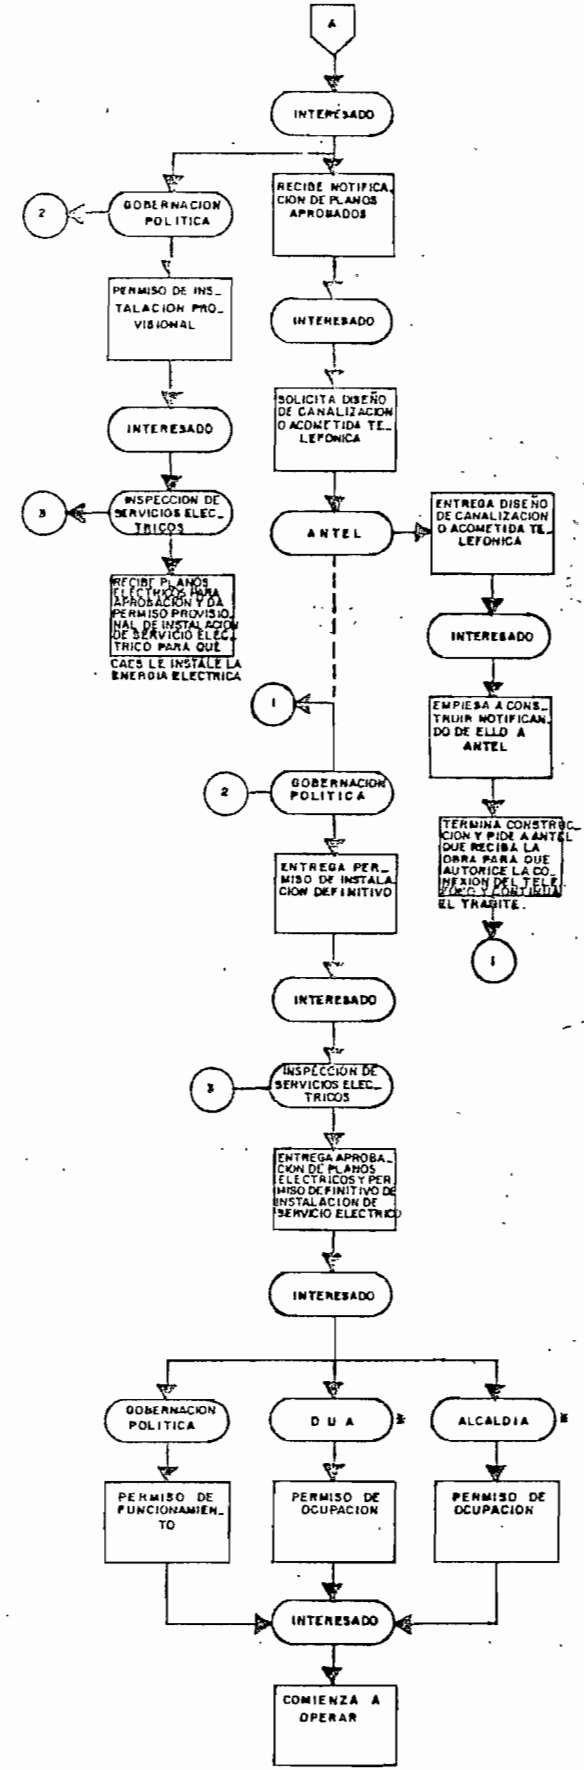 A
INTERESADO
2
GOBERNACION
POLITICA
RECIBE NOTIFICA_
CION DE PLANOS
APROBADOS
PERMISO DE INS_
TALACION PRO_
VISIONAL
INTERESADO
SOLICITA DISEÑO
DE CANALIZACION
O ACOMETIDA TE_
LEFONICA
INTERESADO
3
INSPECCION DE
SERVICIOS ELEC_
TRICOS
ANTEL
ENTREGA DISEÑO
DE CANALIZACION
O ACOMETIDA TE_
LEFONICA
RECIBE PLANOS
ELECTRICOS PARA
APROBACION Y DA
PERMISO PROVISIO_
NAL DE INSTALACION
DE SERVICIO ELEC_
TRICO PARA QUE
CAES LE INSTALE LA
ENERGIA ELECTRICA
INTERESADO
1
EMPIESA A CONS_
TRUIR NOTIFICAN_
DO DE ELLO A
ANTEL
2
GOBERNACION
POLITICA
TERMINA CONSTRUC_
CION Y PIDE A ANTEL
QUE RECIBA LA
OBRA PARA QUE
AUTORICE LA CO_
NEXION DEL TELE_
Y CONTINUA
EL TRAMITE.
ENTREGA PER_
MISO DE INSTALA_
CION DEFINITIVO
1
INTERESADO
3
INSPECCION DE
SERVICIOS ELEC_
TRICOS
ENTREGA APROBA_
CION DE PLANOS
ELECTRICOS Y PER_
MISO DEFINITIVO DE
INSTALACION DE
SERVICIO ELECTRICO
INTERESADO
GOBERNACION
POLITICA
D U A *
ALCALDIA *
PERMISO DE
FUNCIONAMIEN_
TO
PERMISO DE
OCUPACION
PERMISO DE
OCUPACION
INTERESADO
COMIENZA A
OPERAR